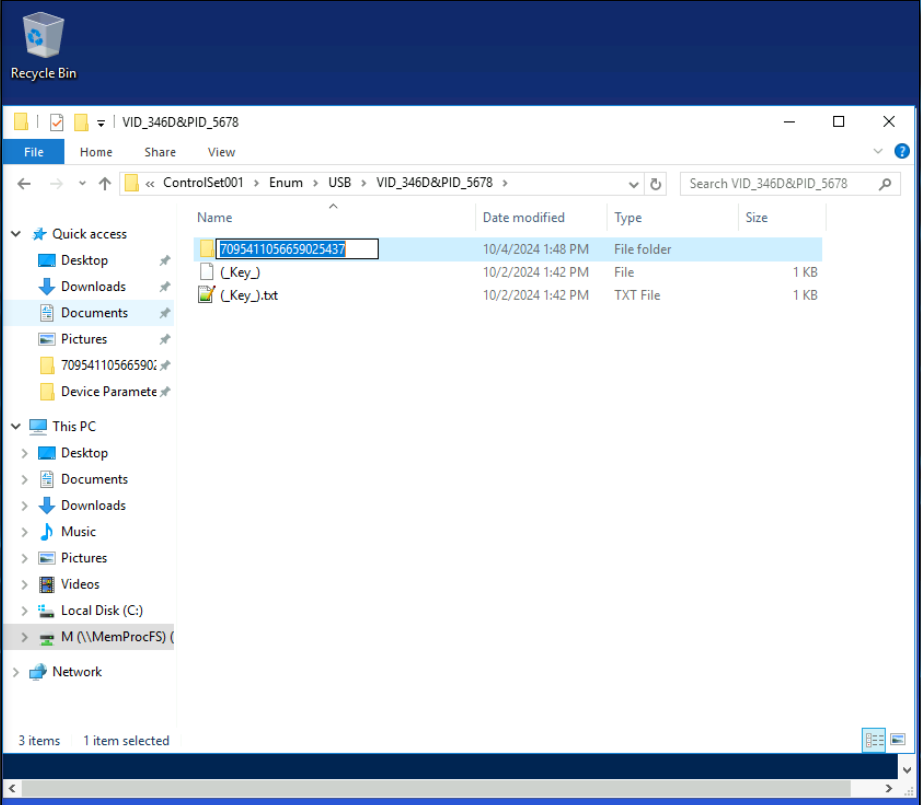 Recycle Bin
VID_346D&PID_5678
File Home Share View
« ControlSet001 > Enum > USB > VID_346D&PID_5678 >
Search VID_346D&PID_5678
Name Date modified Type Size
7095411056659025437 10/4/2024 1:48 PM File folder
(_Key_) 10/2/2024 1:42 PM File 1 KB
(_Key_).txt 10/2/2024 1:42 PM TXT File 1 KB
Quick access
Desktop
Downloads
Documents
Pictures
70954110566590
Device Paramete
This PC
Desktop
Documents
Downloads
Music
Pictures
Videos
Local Disk (C:)
M (\\MemProcFS) (
Network
3 items 1 item selected